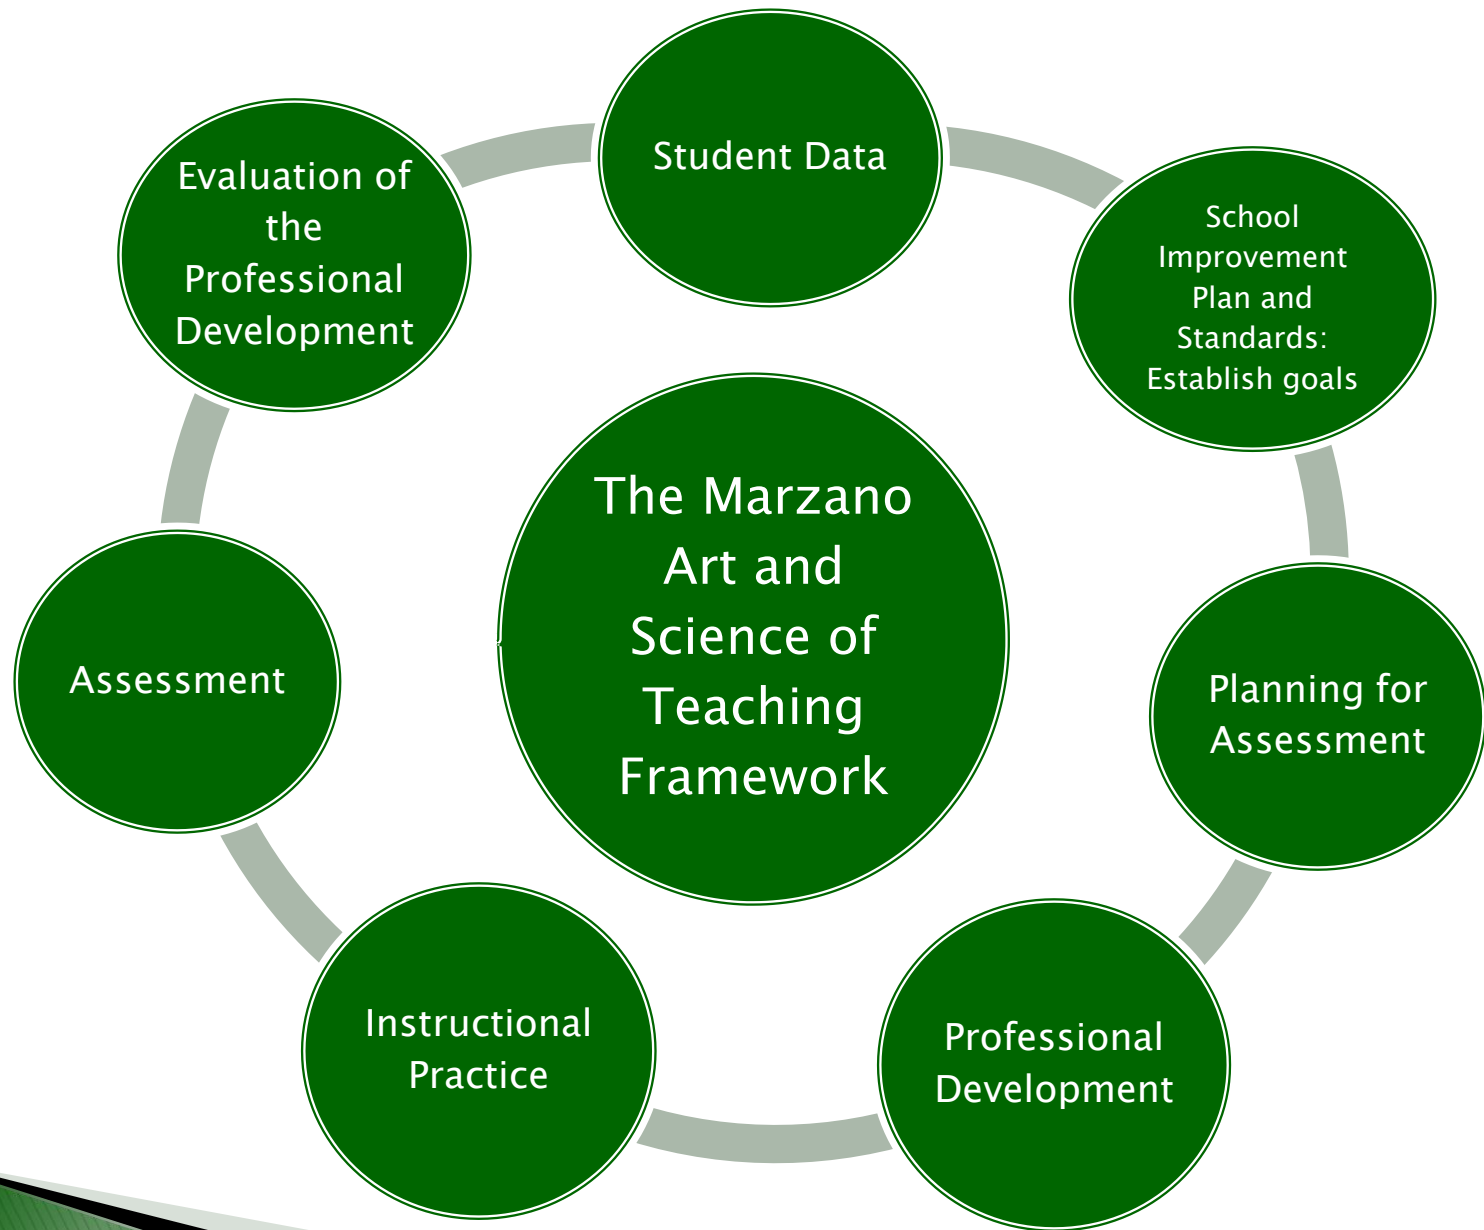 Student Data
School
Improvement
Plan and
Standards:
Establish goals
Planning for
Assessment
Professional
Development
Instructional
Practice
Assessment
Evaluation of
the
Professional
Development
The Marzano
Art and
Science of
Teaching
Framework